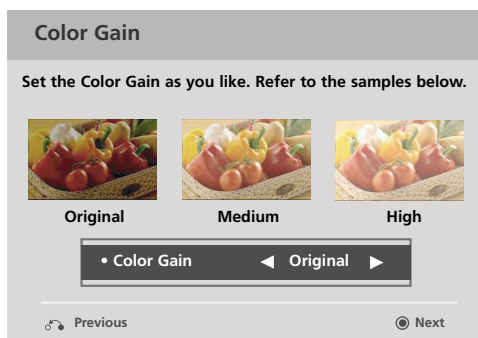 Color Gain
Set the Color Gain as you like. Refer to the samples below.
Original Medium High
• Color Gain ◀ Original ▶
Previous Next